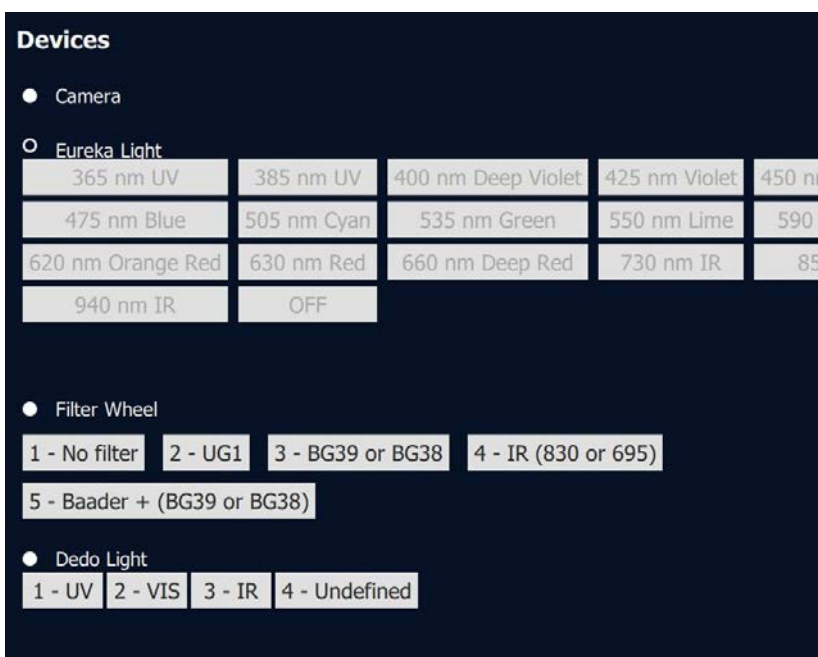 Devices
Camera
Eureka Light
365 nm UV 385 nm UV 400 nm Deep Violet 425 nm Violet 450
475 nm Blue 505 nm Cyan 535 nm Green 550 nm Lime 590
620 nm Orange Red 630 nm Red 660 nm Deep Red 730 nm IR
940 nm IR OFF
Filter Wheel
1 - No filter 2 - UG1 3 - BG39 or BG38 4 - IR (830 or 695)
5 - Baader + (BG39 or BG38)
Dedo Light
1 - UV 2 - VIS 3 - IR 4 - Undefined